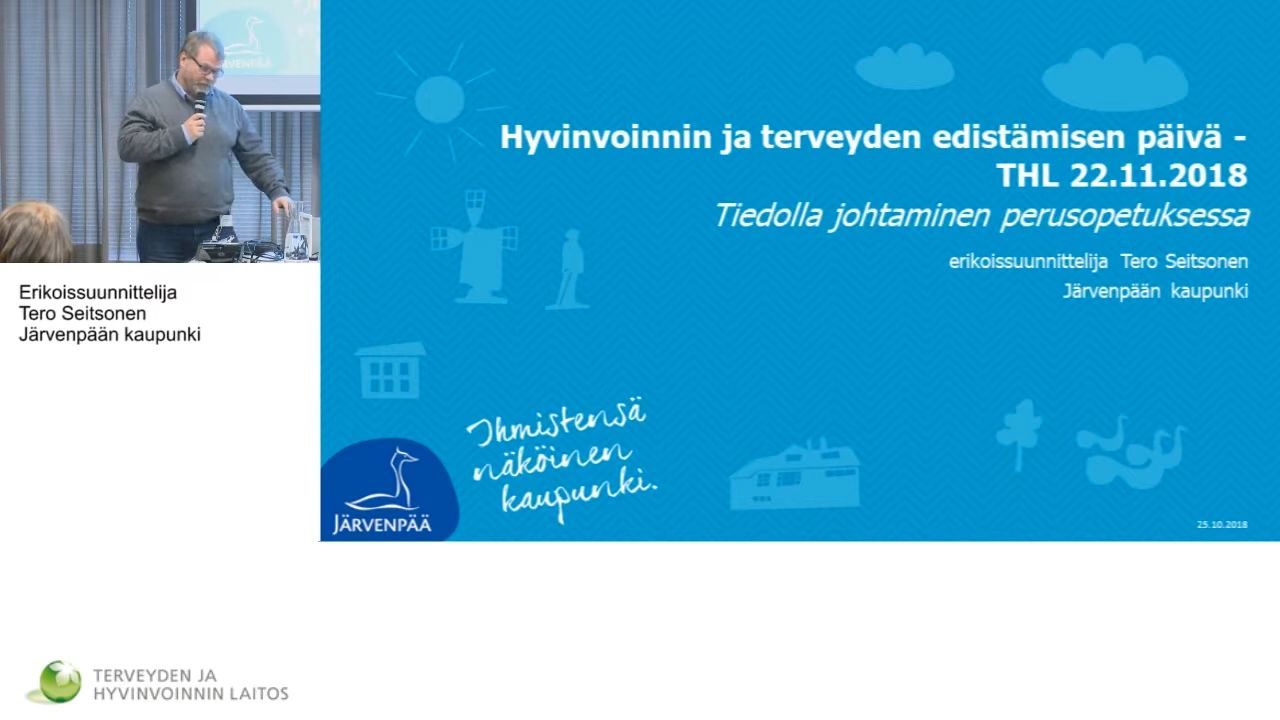 JÄRVENPÄÄ
Erikoissuunnittelija
Tero Seitsonen
Järvenpään kaupunki
Hyvinvoinnin ja terveyden edistämisen päivä -
THL 22.11.2018
Tiedolla johtaminen perusopetuksessa
erikoissuunnittelija Tero Seitsonen
Järvenpään kaupunki
Ihmistensä
näköinen
kaupunki.
JÄRVENPÄÄ
25.10.2018
TERVEYDEN JA
HYVINVOINNIN LAITOS